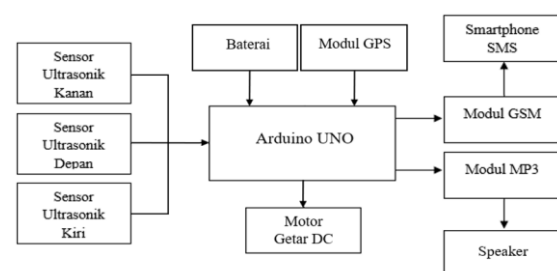 Sensor
Ultrasonik
Kanan
Sensor
Ultrasonik
Depan
Sensor
Ultrasonik
Kiri
Baterai
Modul GPS
Arduino UNO
Motor
Getar DC
Smartphone
SMS
Modul GSM
Modul MP3
Speaker